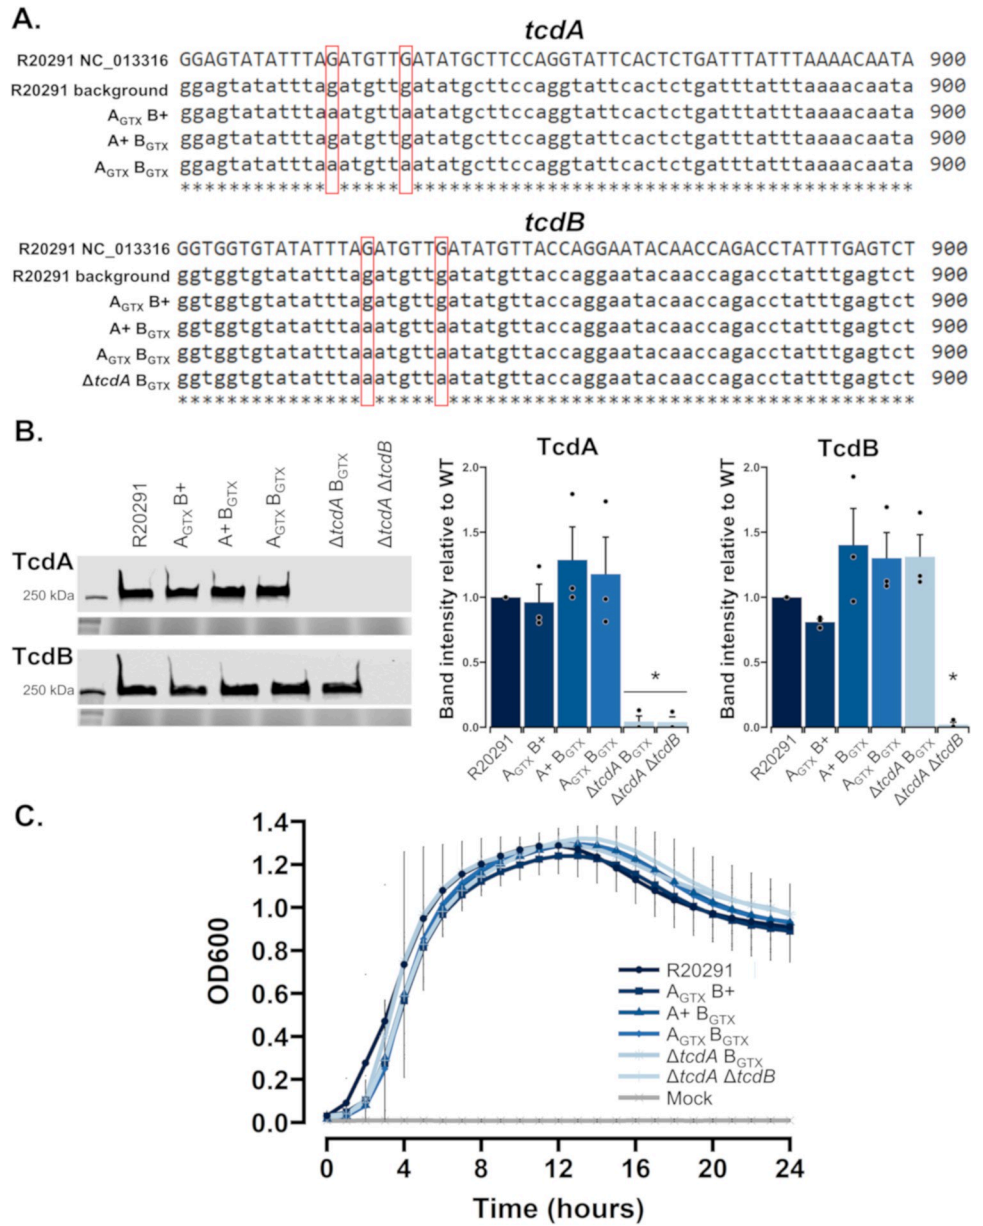 A.
tcdA
R20291 NC_013316 GGAGTATATTTAGATGTTGATATGCTTCCAGGTATTCACTCTGATTTATTTAAAACAATA 900
R20291 background ggagtatatttagatgttgatatgcttccaggtattcactctgatttatttaaaacaata 900
AGTX B+ ggagtatatttaaatgttaatatgcttccaggtattcactctgatttatttaaaacaata 900
A+ BGTX ggagtatatttagatgttgatatgcttccaggtattcactctgatttatttaaaacaata 900
AGTX BGTX ggagtatatttaaatgttaatatgcttccaggtattcactctgatttatttaaaacaata 900
************ ***** *****************************************
tcdB
R20291 NC_013316 GGTGGTGTATATTTAGATGTTGATATGTTACCAGGAATACAACCAGACCTATTTGAGTCT 900
R20291 background ggtggtgtatatttagatgttgatatgttaccaggaatacaaccagacctatttgagtct 900
AGTX B+ ggtggtgtatatttagatgttgatatgttaccaggaatacaaccagacctatttgagtct 900
A+ BGTX ggtggtgtatatttaaatgttaatatgttaccaggaatacaaccagacctatttgagtct 900
AGTX BGTX ggtggtgtatatttaaatgttaatatgttaccaggaatacaaccagacctatttgagtct 900
ΔtcdA BGTX ggtggtgtatatttaaatgttaatatgttaccaggaatacaaccagacctatttgagtct 900
*************** ***** **************************************
B.
R20291
AGTX B+
A+ BGTX
AGTX BGTX
ΔtcdA BGTX
ΔtcdA ΔtcdB
TcdA
250 kDa
TcdB
250 kDa
TcdA
Band intensity relative to WT
2.0
1.5
1.0
0.5
0.0
*
R20291
AGTX B+
A+ BGTX
AGTX BGTX
ΔtcdA BGTX
ΔtcdA ΔtcdB
TcdB
Band intensity relative to WT
2.0
1.5
1.0
0.5
0.0
*
R20291
AGTX B+
A+ BGTX
AGTX BGTX
ΔtcdA BGTX
ΔtcdA ΔtcdB
C.
OD600
1.4
1.2
1.0
0.8
0.6
0.4
0.2
0.0
R20291
AGTX B+
A+ BGTX
AGTX BGTX
ΔtcdA BGTX
ΔtcdA ΔtcdB
Mock
0 4 8 12 16 20 24
Time (hours)